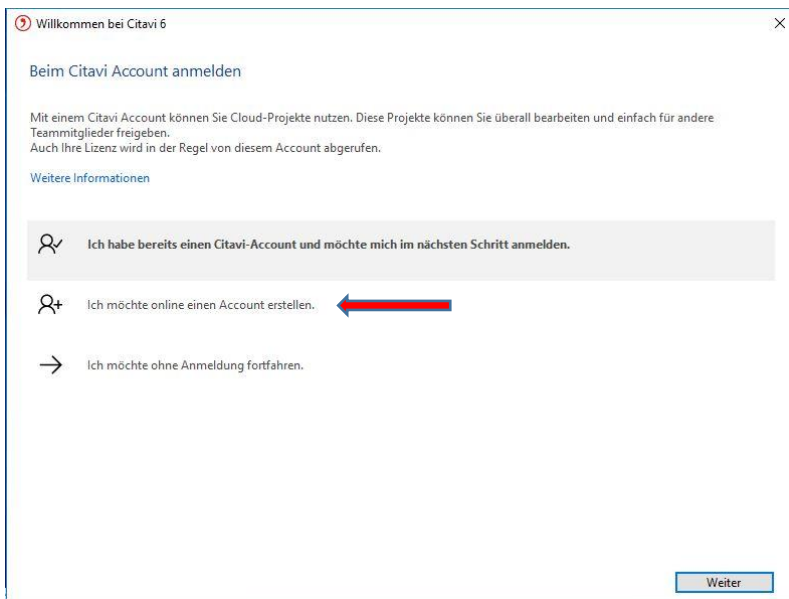 Willkommen bei Citavi 6
Beim Citavi Account anmelden
Mit einem Citavi Account können Sie Cloud-Projekte nutzen. Diese Projekte können Sie überall bearbeiten und einfach für andere
Teammitglieder freigeben.
Auch Ihre Lizenz wird in der Regel von diesem Account abgerufen.
Weitere Informationen
Ich habe bereits einen Citavi-Account und möchte mich im nächsten Schritt anmelden.
Ich möchte online einen Account erstellen.
Ich möchte ohne Anmeldung fortfahren.
Weiter